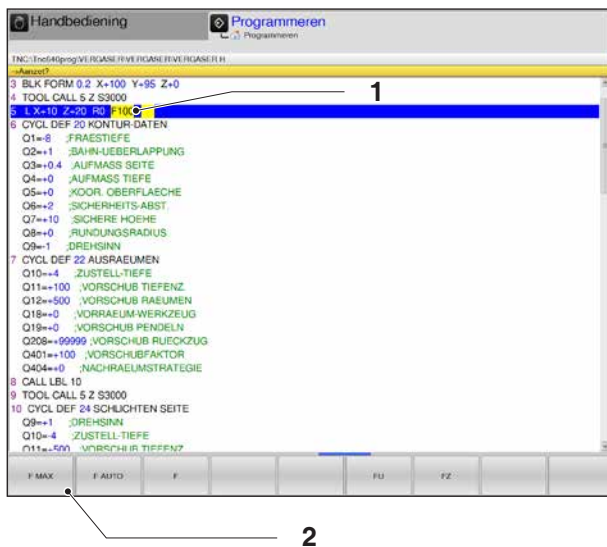 Handbediening
Programmeren
Programmeren
TNC:\Tnc640prog\VERGASER\VERGASER\VERGASER.H
→Aanzet?
3 BLK FORM 0.2 X+100 Y+95 Z+0
4 TOOL CALL 5 Z S3000
5 L X+10 Z+20 R0 F100
6 CYCL DEF 20 KONTUR-DATEN
Q1=-8 ;FRAESTIEFE
Q2=+1 ;BAHN-UEBERLAPPUNG
Q3=+0.4 ;AUFMASS SEITE
Q4=+0 ;AUFMASS TIEFE
Q5=+0 ;KOOR. OBERFLAECHE
Q6=+2 ;SICHERHEITS-ABST.
Q7=+10 ;SICHERE HOEHE
Q8=+0 ;RUNDUNGSRADIUS
Q9=-1 ;DREHSINN
7 CYCL DEF 22 AUSRAEUMEN
Q10=+4 ;ZUSTELL-TIEFE
Q11=+100 ;VORSCHUB TIEFENZ.
Q12=+500 ;VORSCHUB RAEUMEN
Q18=+0 ;VORRAEUM-WERKZEUG
Q19=+0 ;VORSCHUB PENDELN
Q208=+99999 ;VORSCHUB RUECKZUG
Q401=+100 ;VORSCHUBFAKTOR
Q404=+0 ;NACHRAEUMSTRATEGIE
8 CALL LBL 10
9 TOOL CALL 5 Z S3000
10 CYCL DEF 24 SCHLICHTEN SEITE
Q9=+1 ;DREHSINN
Q10=-4 ;ZUSTELL-TIEFE
Q11=+500 ;VORSCHUB TIEFENZ
F MAX
F AUTO
F
FU
FZ
1
2